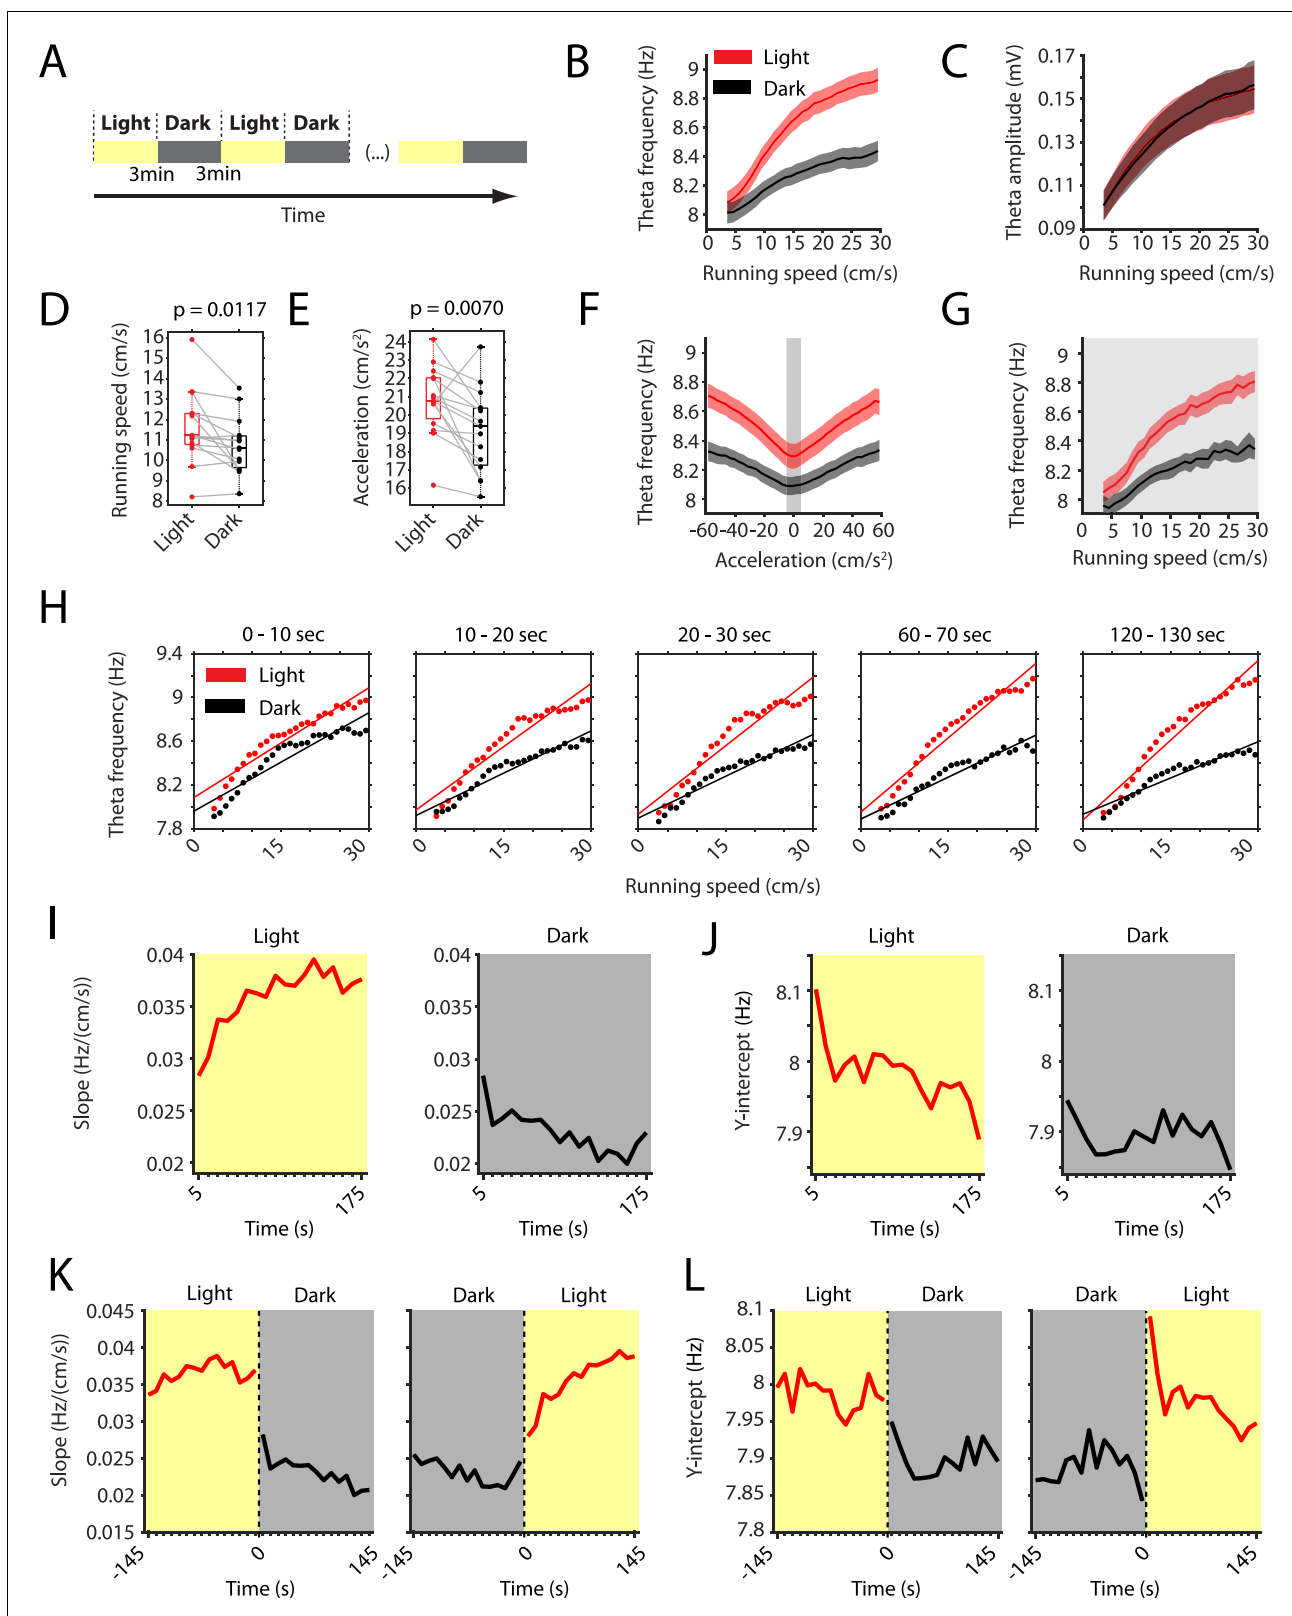 A
Light Dark Light Dark
(...)
3min 3min
Time
B
Theta frequency (Hz)
9
8.8
8.6
8.4
8.2
8
0 5 10 15 20 25 30
Running speed (cm/s)
Light
Dark
C
Theta amplitude (mV)
0.17
0.15
0.13
0.11
0.09
0 5 10 15 20 25 30
Running speed (cm/s)
D
p = 0.0117
Running speed (cm/s)
16
15
14
13
12
11
10
9
8
Light Dark
E
p = 0.0070
Acceleration (cm/s²)
24
23
22
21
20
19
18
17
16
Light Dark
F
Theta frequency (Hz)
9
8.8
8.6
8.4
8.2
8
-60 -40 -20 0 20 40 60
Acceleration (cm/s²)
G
Theta frequency (Hz)
9
8.8
8.6
8.4
8.2
8
0 5 10 15 20 25 30
Running speed (cm/s)
H
0 - 10 sec 10 - 20 sec 20 - 30 sec 60 - 70 sec 120 - 130 sec
Theta frequency (Hz)
9.4
9
8.6
8.2
7.8
Light
Dark
0 15 30 0 15 30 0 15 30 0 15 30 0 15 30
Running speed (cm/s)
I
Light
Slope (Hz/(cm/s))
0.04
0.035
0.03
0.025
0.02
5 175
Time (s)
Dark
0.04
0.035
0.03
0.025
0.02
5 175
Time (s)
J
Light
Y-intercept (Hz)
8.1
8
7.9
5 175
Time (s)
Dark
8.1
8
7.9
5 175
Time (s)
K
Light Dark Dark Light
Slope (Hz/(cm/s))
0.045
0.04
0.035
0.03
0.025
0.02
0.015
-145 0 145 -145 0 145
Time (s) Time (s)
L
Light Dark Dark Light
Y-intercept (Hz)
8.1
8.05
8
7.95
7.9
7.85
7.8
-145 0 145 -145 0 145
Time (s) Time (s)